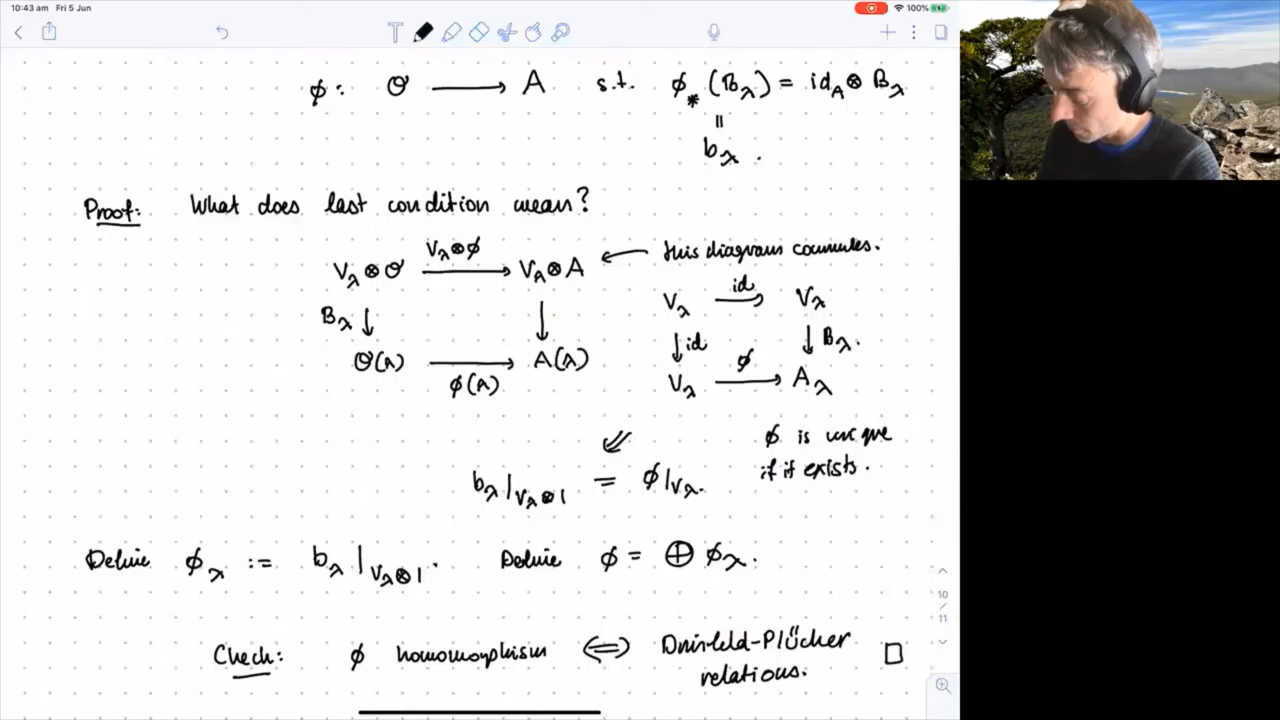 10:43 am Fri 5 Jun
100%
φ: 𝒪 ⟶ A s.t. φ_*(B_λ) = id_A ⊗ B_λ
=
b_λ .
Proof: What does last condition mean?
V_λ ⊗ 𝒪 —V_λ⊗φ→ V_λ ⊗ A ← this diagram commutes.
V_λ —id→ V_λ
B_λ ↓ ↓ ↓ id ↓ B_λ.
𝒪(λ) —φ(λ)→ A(λ) V_λ —φ→ A_λ
φ is unique
if it exists.
b_λ|_{V_λ⊗1} = φ|_{V_λ}.
Define φ_λ := b_λ|_{V_λ⊗1}. Define φ = ⊕ φ_λ.
Check: φ homomorphism ⟺ Drinfeld-Plücker
relations. □
10
/
11